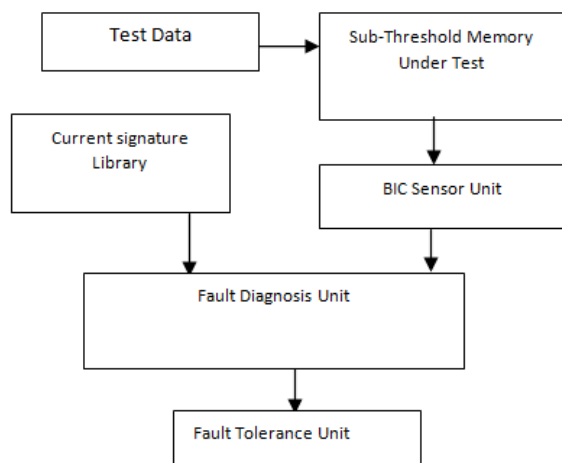 Test Data
Sub-Threshold Memory
Under Test
Current signature
Library
BIC Sensor Unit
Fault Diagnosis Unit
Fault Tolerance Unit